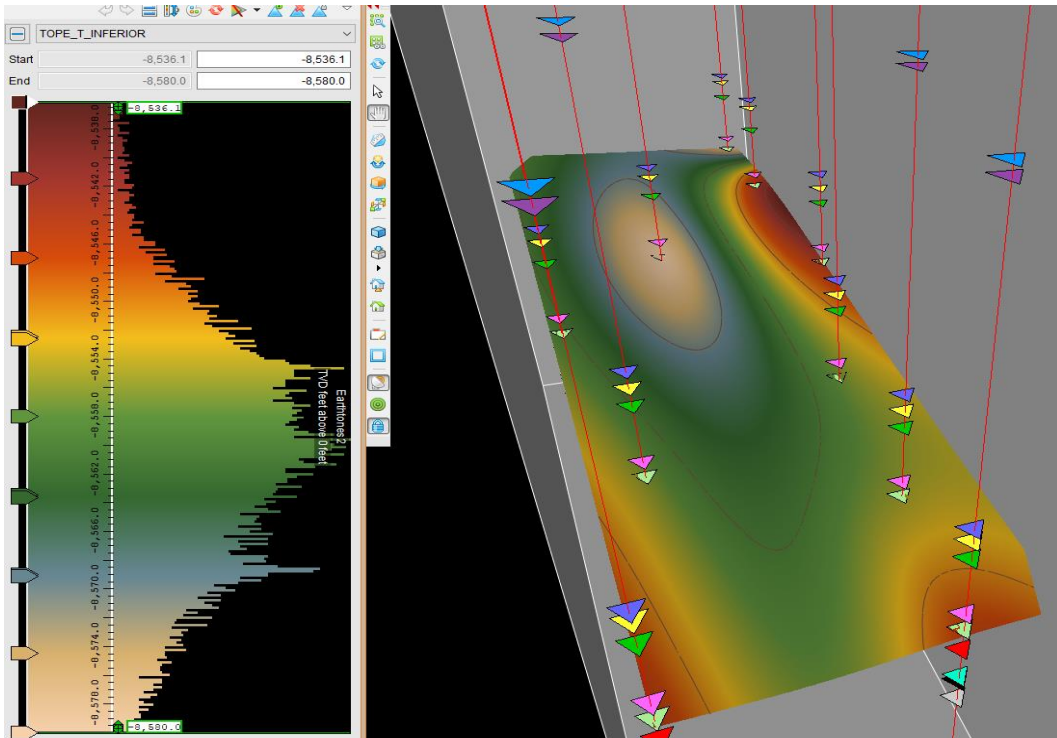 TOPE_T_INFERIOR
Start -8,536.1 -8,536.1
End -8,580.0 -8,580.0
-8,536.1
-8,538.0
-8,542.0
-8,546.0
-8,550.0
-8,554.0
-8,558.0
-8,562.0
-8,566.0
-8,570.0
-8,574.0
-8,578.0
-8,580.0
Earthtones 2
TVD feet above 0 feet